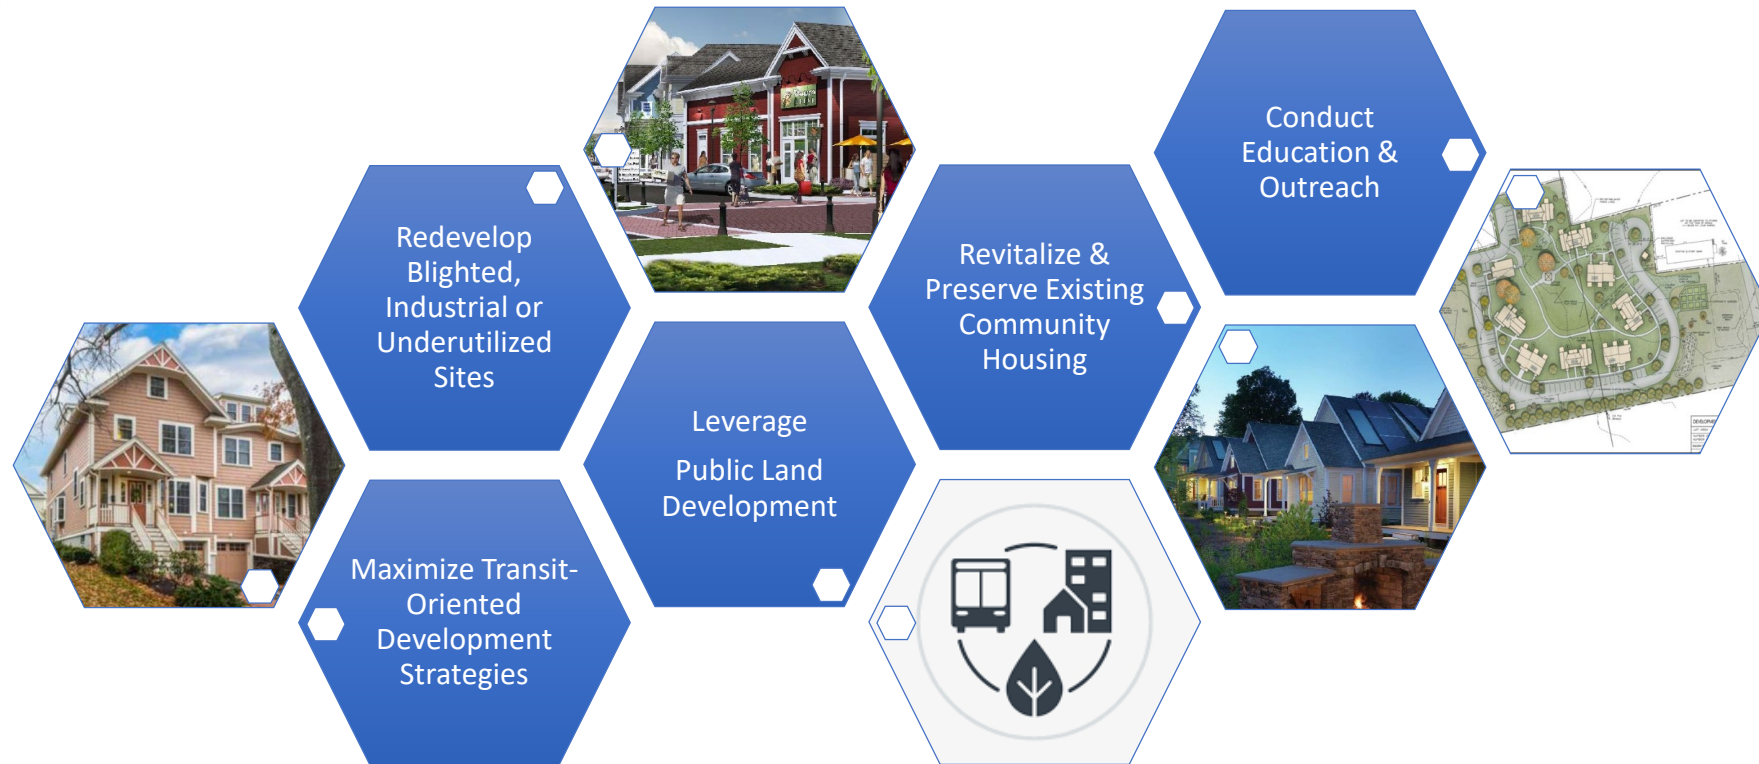 Redevelop
Blighted,
Industrial or
Underutilized
Sites
Maximize Transit-
Oriented
Development
Strategies
Leverage
Public Land
Development
Revitalize &
Preserve Existing
Community
Housing
Conduct
Education &
Outreach